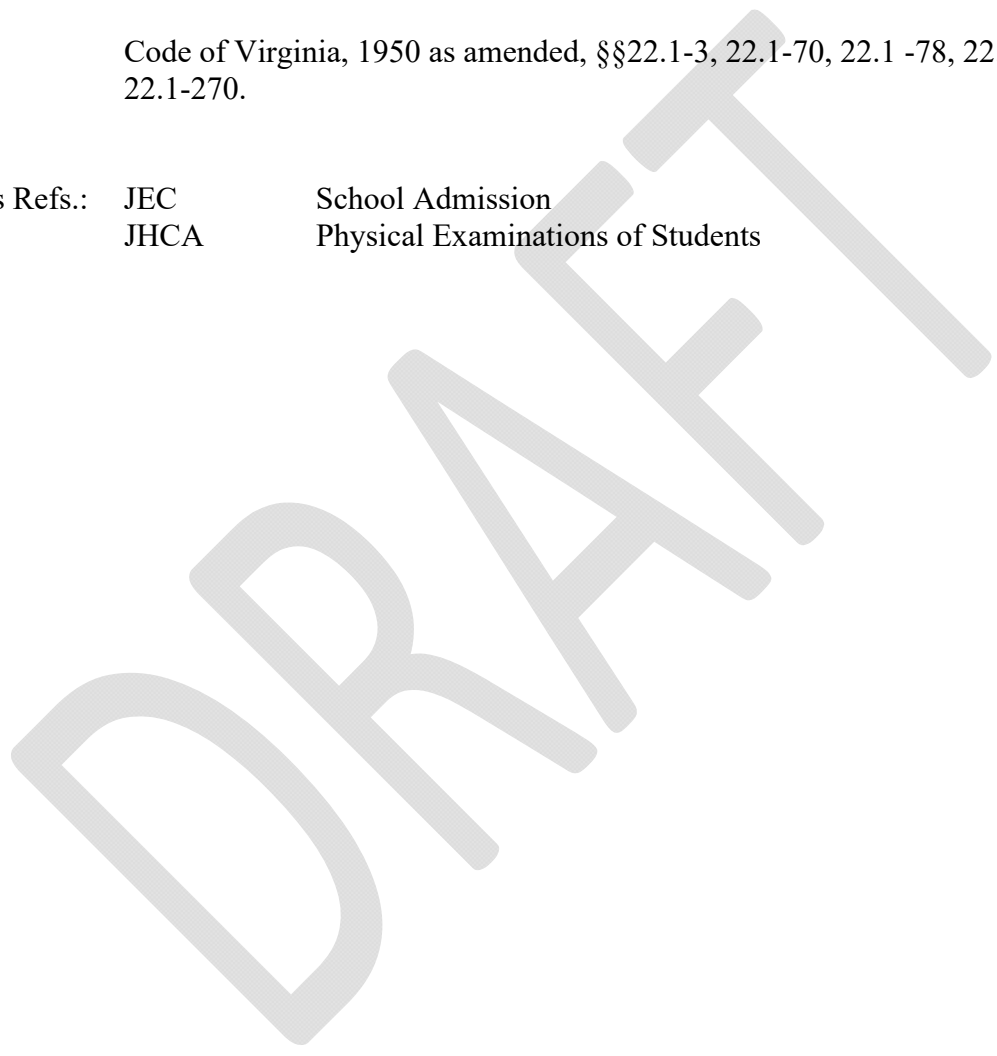 Code of Virginia, 1950 as amended, §§22.1-3, 22.1-70, 22.1 -78, 22
22.1-270.
s Refs.: JEC School Admission
JHCA Physical Examinations of Students
DRAFT